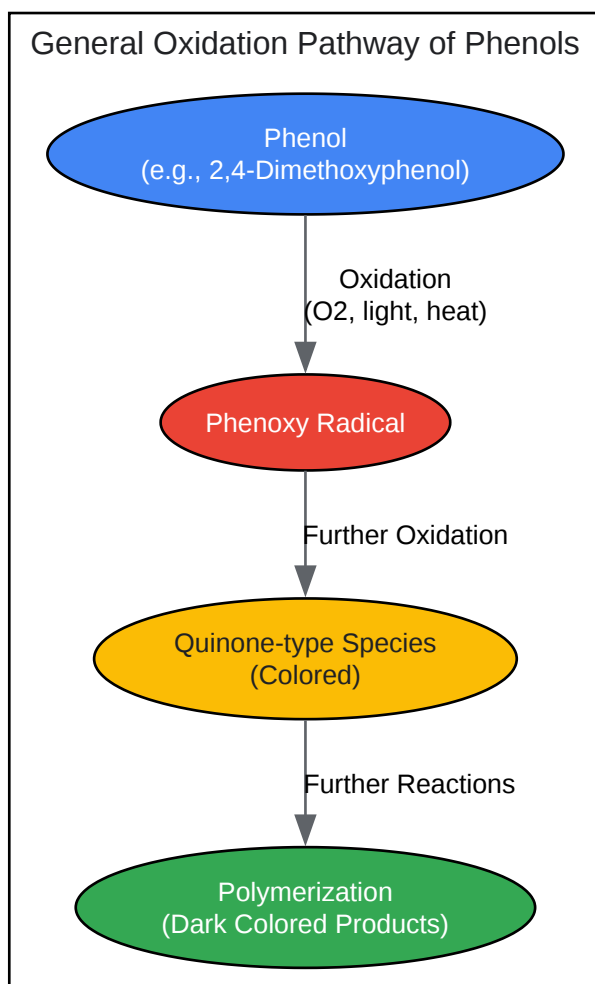 General Oxidation Pathway of Phenols
Phenol
(e.g., 2,4-Dimethoxyphenol)
Oxidation
(O2, light, heat)
Phenoxy Radical
Further Oxidation
Quinone-type Species
(Colored)
Further Reactions
Polymerization
(Dark Colored Products)